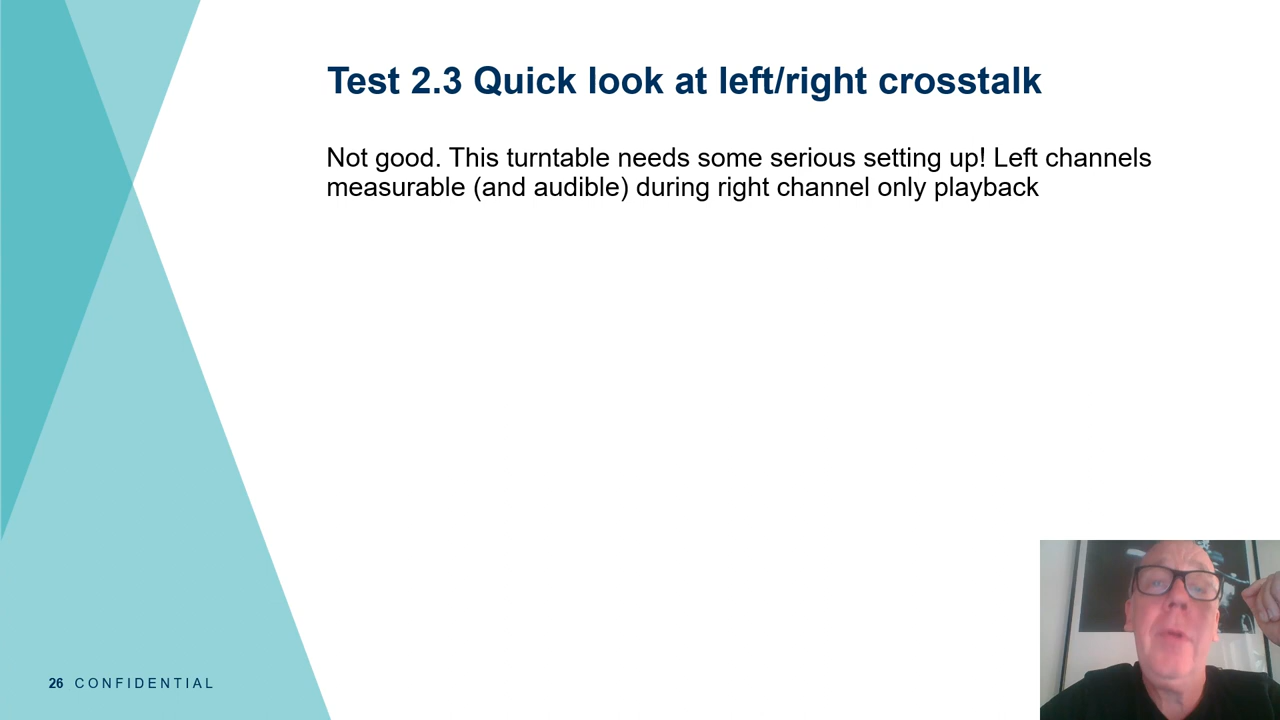 Test 2.3 Quick look at left/right crosstalk
Not good. This turntable needs some serious setting up! Left channels
measurable (and audible) during right channel only playback
26 CONFIDENTIAL